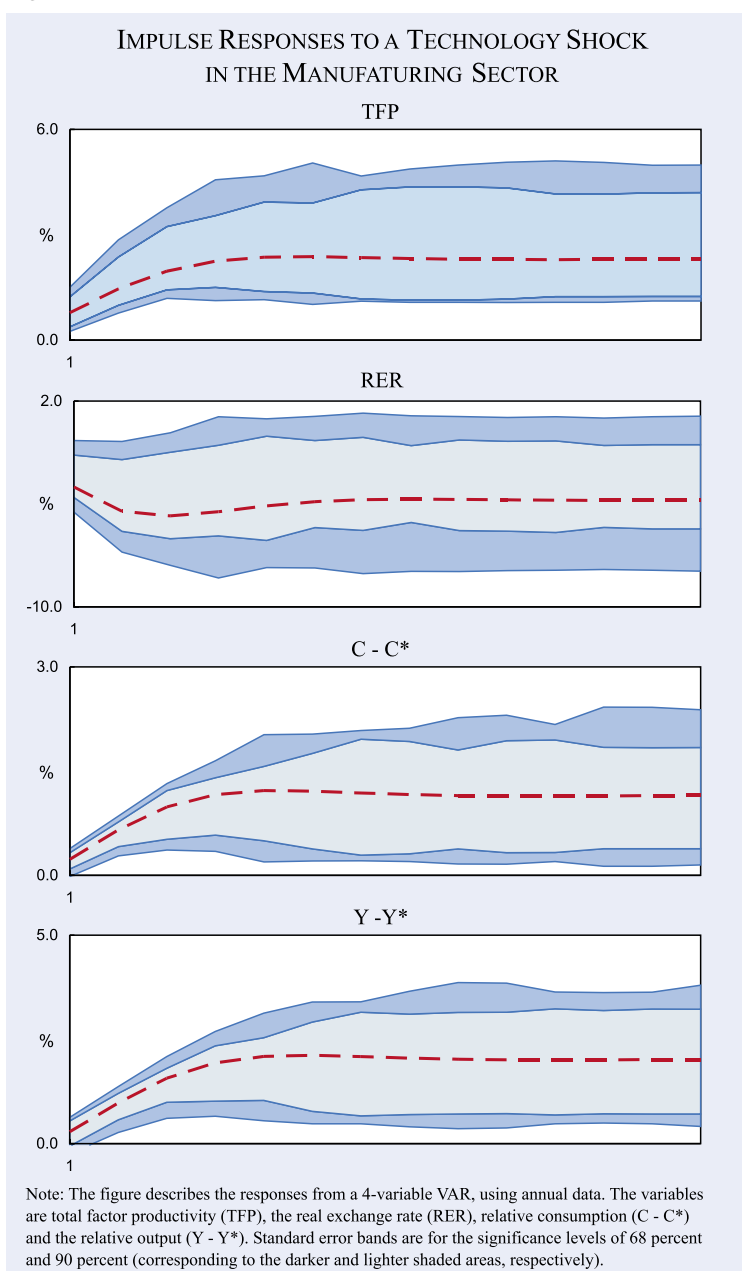 IMPULSE RESPONSES TO A TECHNOLOGY SHOCK
IN THE MANUFATURING SECTOR
TFP
6.0
%
0.0
1
RER
2.0
%
-10.0
1
C - C*
3.0
%
0.0
1
Y -Y*
5.0
%
0.0
1
Note: The figure describes the responses from a 4-variable VAR, using annual data. The variables
are total factor productivity (TFP), the real exchange rate (RER), relative consumption (C - C*)
and the relative output (Y - Y*). Standard error bands are for the significance levels of 68 percent
and 90 percent (corresponding to the darker and lighter shaded areas, respectively).